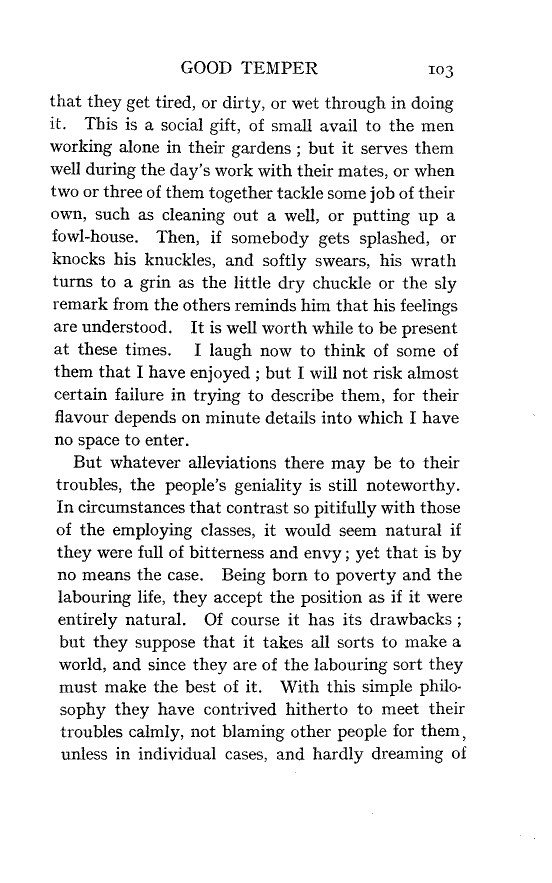 GOOD TEMPER 103
that they get tired, or dirty, or wet through in doing
it. This is a social gift, of small avail to the men
working alone in their gardens ; but it serves them
well during the day's work with their mates, or when
two or three of them together tackle some job of their
own, such as cleaning out a well, or putting up a
fowl-house. Then, if somebody gets splashed, or
knocks his knuckles, and softly swears, his wrath
turns to a grin as the little dry chuckle or the sly
remark from the others reminds him that his feelings
are understood. It is well worth while to be present
at these times. I laugh now to think of some of
them that I have enjoyed ; but I will not risk almost
certain failure in trying to describe them, for their
flavour depends on minute details into which I have
no space to enter.
But whatever alleviations there may be to their
troubles, the people's geniality is still noteworthy.
In circumstances that contrast so pitifully with those
of the employing classes, it would seem natural if
they were full of bitterness and envy ; yet that is by
no means the case. Being born to poverty and the
labouring life, they accept the position as if it were
entirely natural. Of course it has its drawbacks ;
but they suppose that it takes all sorts to make a
world, and since they are of the labouring sort they
must make the best of it. With this simple philo-
sophy they have contrived hitherto to meet their
troubles calmly, not blaming other people for them,
unless in individual cases, and hardly dreaming of